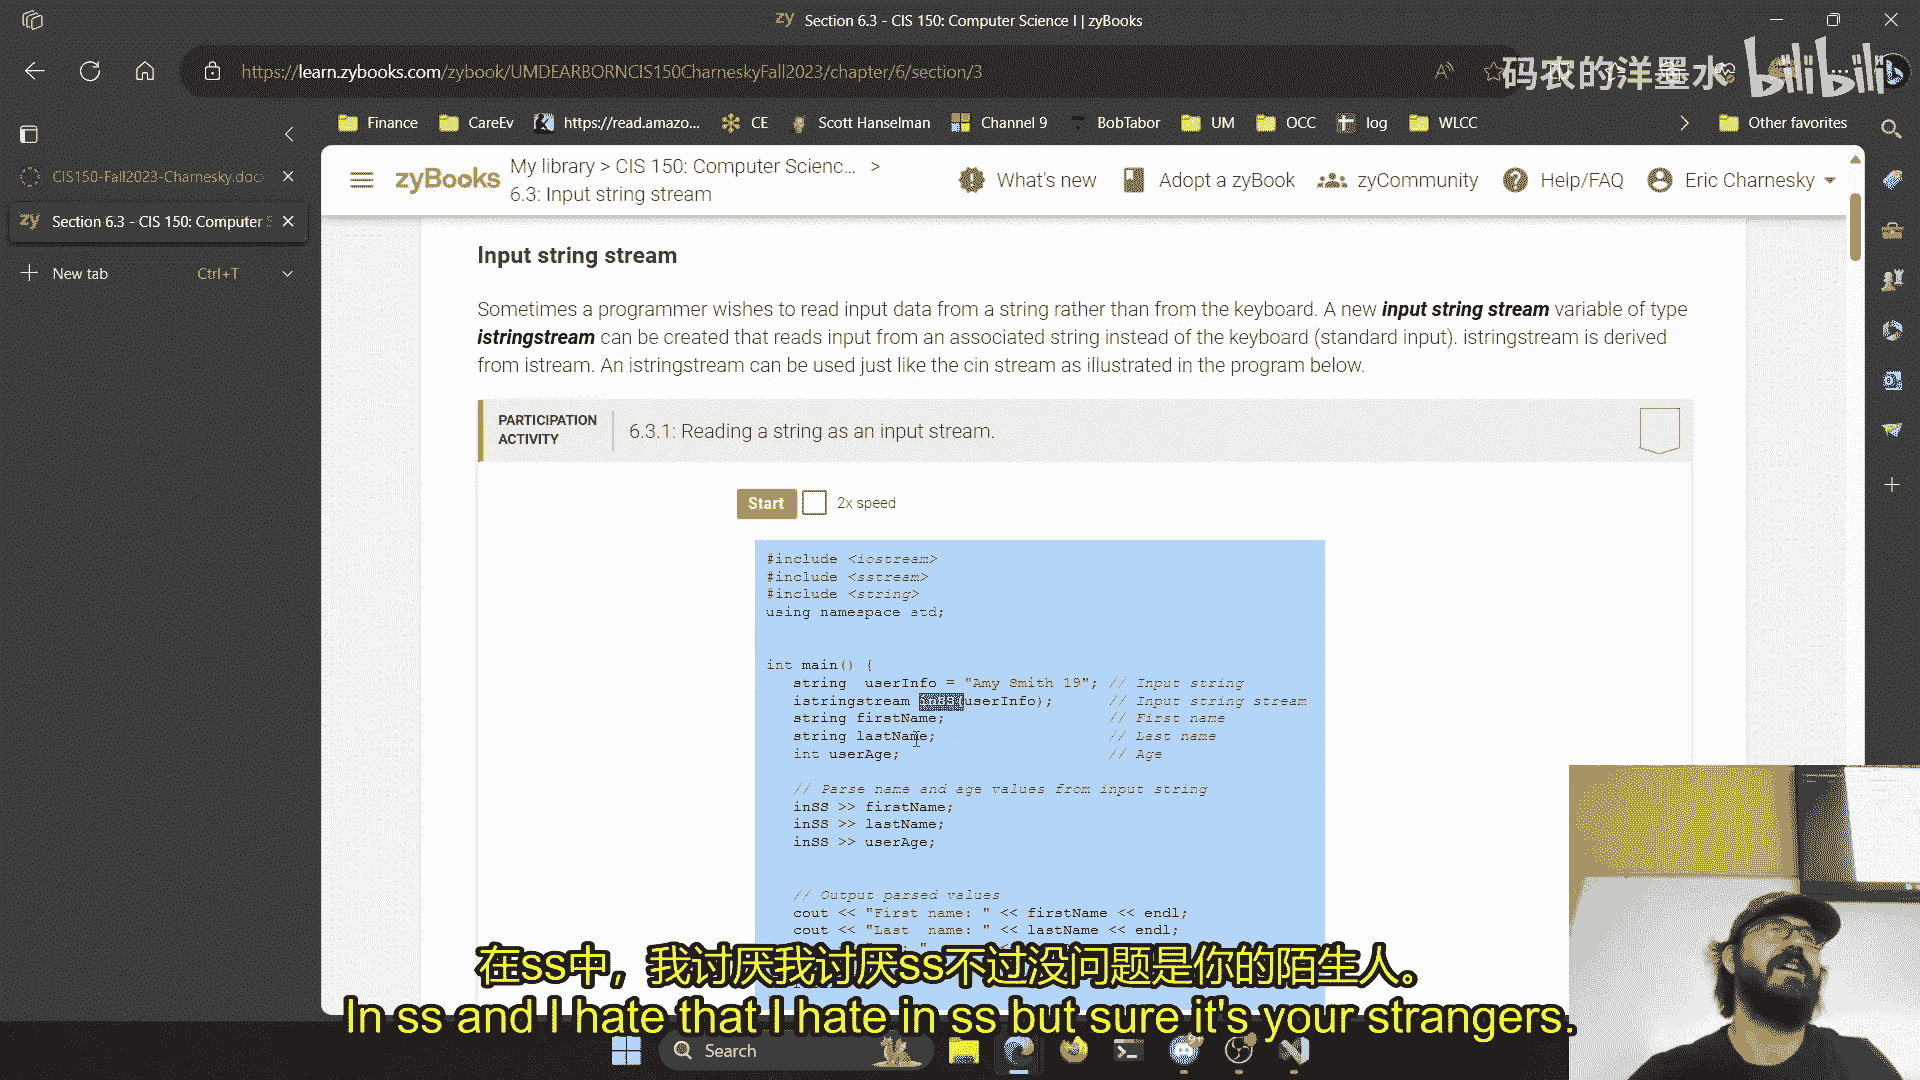 Section 6.3 - CIS 150: Computer Science I | zyBooks
https://learn.zybooks.com/zybook/UMDEARBORNCIS150CharneskyFall2023/chapter/6/section/3
码农的洋墨水 bilibili
Finance CareEv https://read.amazo... CE Scott Hanselman Channel 9 BobTabor UM OCC log WLCC Other favorites
CIS150-Fall2023-Charnesky.doc
Section 6.3 - CIS 150: Computer S
New tab Ctrl+T
zyBooks My library > CIS 150: Computer Scienc... >
6.3: Input string stream
What's new Adopt a zyBook zyCommunity Help/FAQ Eric Charnesky
Input string stream
Sometimes a programmer wishes to read input data from a string rather than from the keyboard. A new input string stream variable of type
istringstream can be created that reads input from an associated string instead of the keyboard (standard input). istringstream is derived
from istream. An istringstream can be used just like the cin stream as illustrated in the program below.
PARTICIPATION
ACTIVITY
6.3.1: Reading a string as an input stream.
Start 2x speed
#include <iostream>
#include <sstream>
#include <string>
using namespace std;
int main() {
string userInfo = "Amy Smith 19"; // Input string
istringstream inSS(userInfo); // Input string stream
string firstName; // First name
string lastName; // Last name
int userAge; // Age
// Parse name and age values from input string
inSS >> firstName;
inSS >> lastName;
inSS >> userAge;
// Output parsed values
cout << "First name: " << firstName << endl;
cout << "Last name: " << lastName << endl;
在ss中，我讨厌我讨厌ss不过没问题是你的陌生人。
In ss and I hate that I hate in ss but sure it's your strangers.
Search